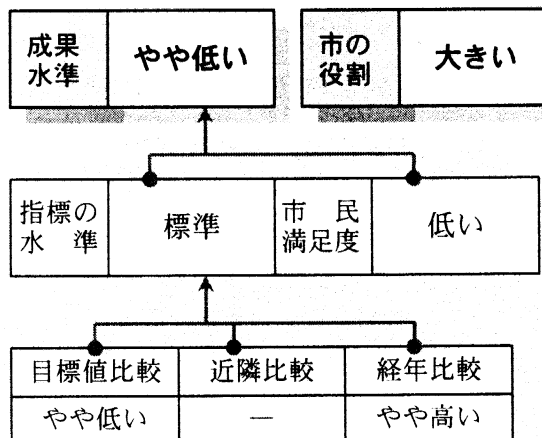 成果
水準
やや低い
市の
役割
大きい
指標の
水 準
標準
市 民
満足度
低い
目標値比較 近隣比較 経年比較
やや低い — やや高い